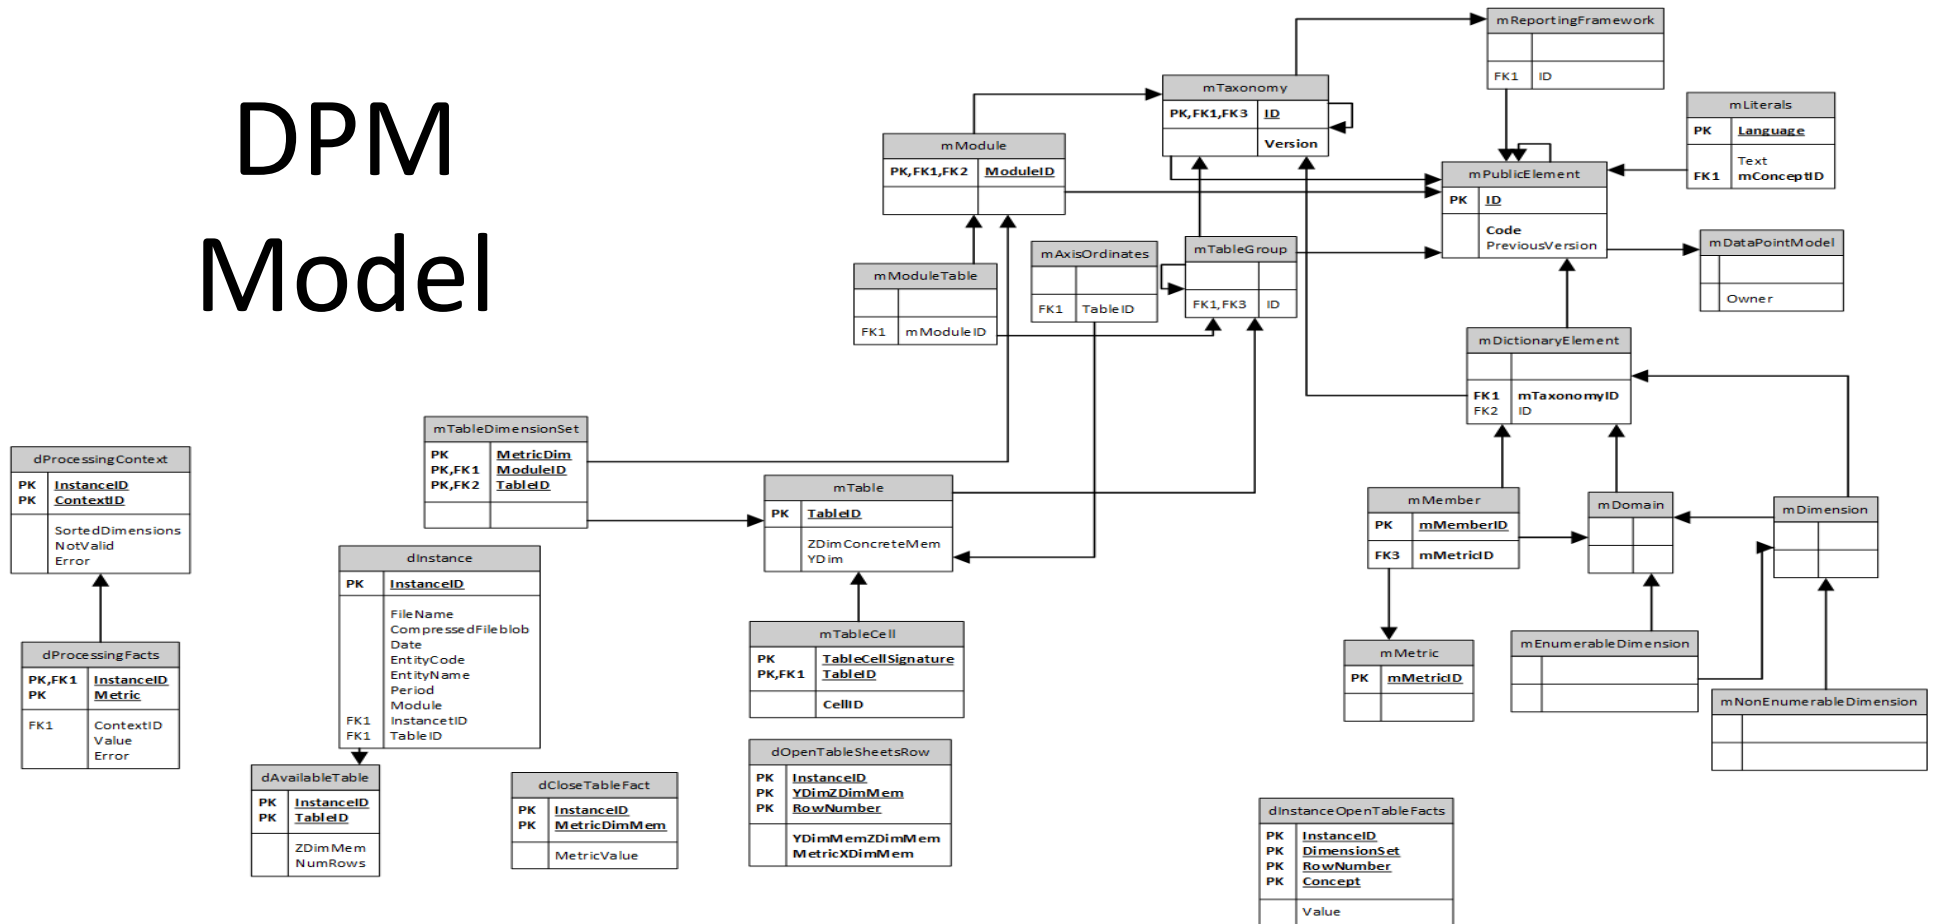 DPM
Model
mReportingFramework
FK1 ID
mTaxonomy
PK,FK1,FK3 ID
Version
mLiterals
PK Language
Text
FK1 mConceptID
mModule
PK,FK1,FK2 ModuleID
mPublicElement
PK ID
Code
PreviousVersion
mDataPointModel
Owner
mAxisOrdinates
FK1 TableID
mTableGroup
FK1,FK3 ID
mModuleTable
FK1 mModuleID
mDictionaryElement
FK1 mTaxonomyID
FK2 ID
mTableDimensionSet
PK MetricDim
PK,FK1 ModuleID
PK,FK2 TableID
dProcessingContext
PK InstanceID
PK ContextID
SortedDimensions
NotValid
Error
mTable
PK TableID
ZDimConcreteMem
YDim
mMember
PK mMemberID
FK3 mMetricID
mDomain
mDimension
dInstance
PK InstanceID
FileName
CompressedFileblob
Date
EntityCode
EntityName
Period
Module
FK1 InstancetID
FK1 TableID
dProcessingFacts
PK,FK1 InstanceID
PK Metric
FK1 ContextID
Value
Error
mTableCell
PK TableCellSignature
PK,FK1 TableID
CellID
mMetric
PK mMetricID
mEnumerableDimension
mNonEnumerableDimension
dAvailableTable
PK InstanceID
PK TableID
ZDimMem
NumRows
dCloseTableFact
PK InstanceID
PK MetricDimMem
MetricValue
dOpenTableSheetsRow
PK InstanceID
PK YDimZDimMem
PK RowNumber
YDimMemZDimMem
MetricXDimMem
dInstanceOpenTableFacts
PK InstanceID
PK DimensionSet
PK RowNumber
PK Concept
Value